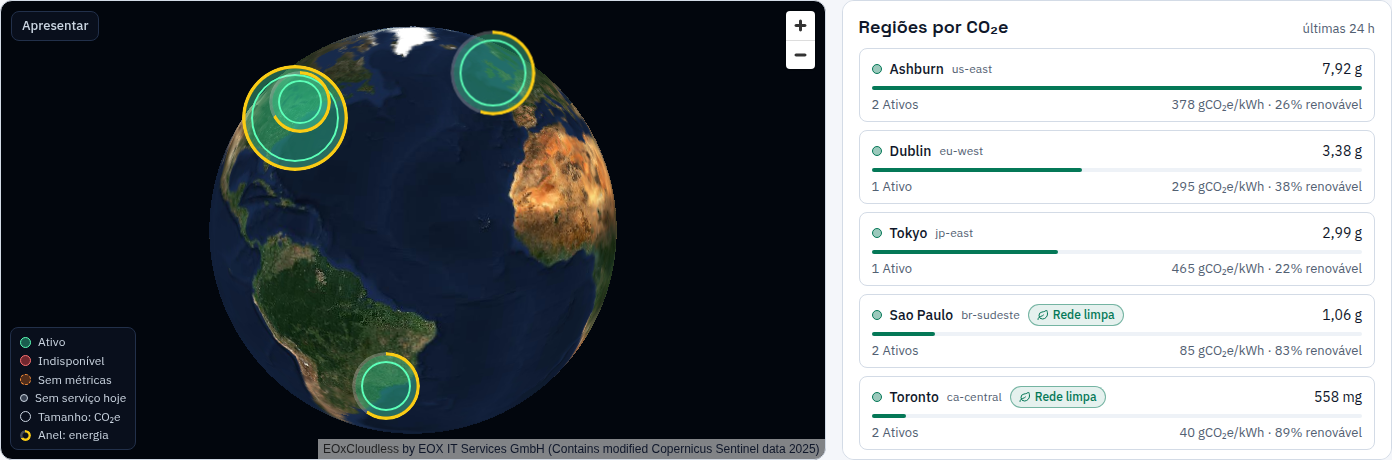 Apresentar
+
−
Ativo
Indisponível
Sem métricas
Sem serviço hoje
Tamanho: CO₂e
Anel: energia
EOxCloudless by EOX IT Services GmbH (Contains modified Copernicus Sentinel data 2025)
Regiões por CO₂e últimas 24 h
Ashburn us-east 7,92 g
2 Ativos 378 gCO₂e/kWh · 26% renovável
Dublin eu-west 3,38 g
1 Ativo 295 gCO₂e/kWh · 38% renovável
Tokyo jp-east 2,99 g
1 Ativo 465 gCO₂e/kWh · 22% renovável
Sao Paulo br-sudeste Rede limpa 1,06 g
2 Ativos 85 gCO₂e/kWh · 83% renovável
Toronto ca-central Rede limpa 558 mg
2 Ativos 40 gCO₂e/kWh · 89% renovável